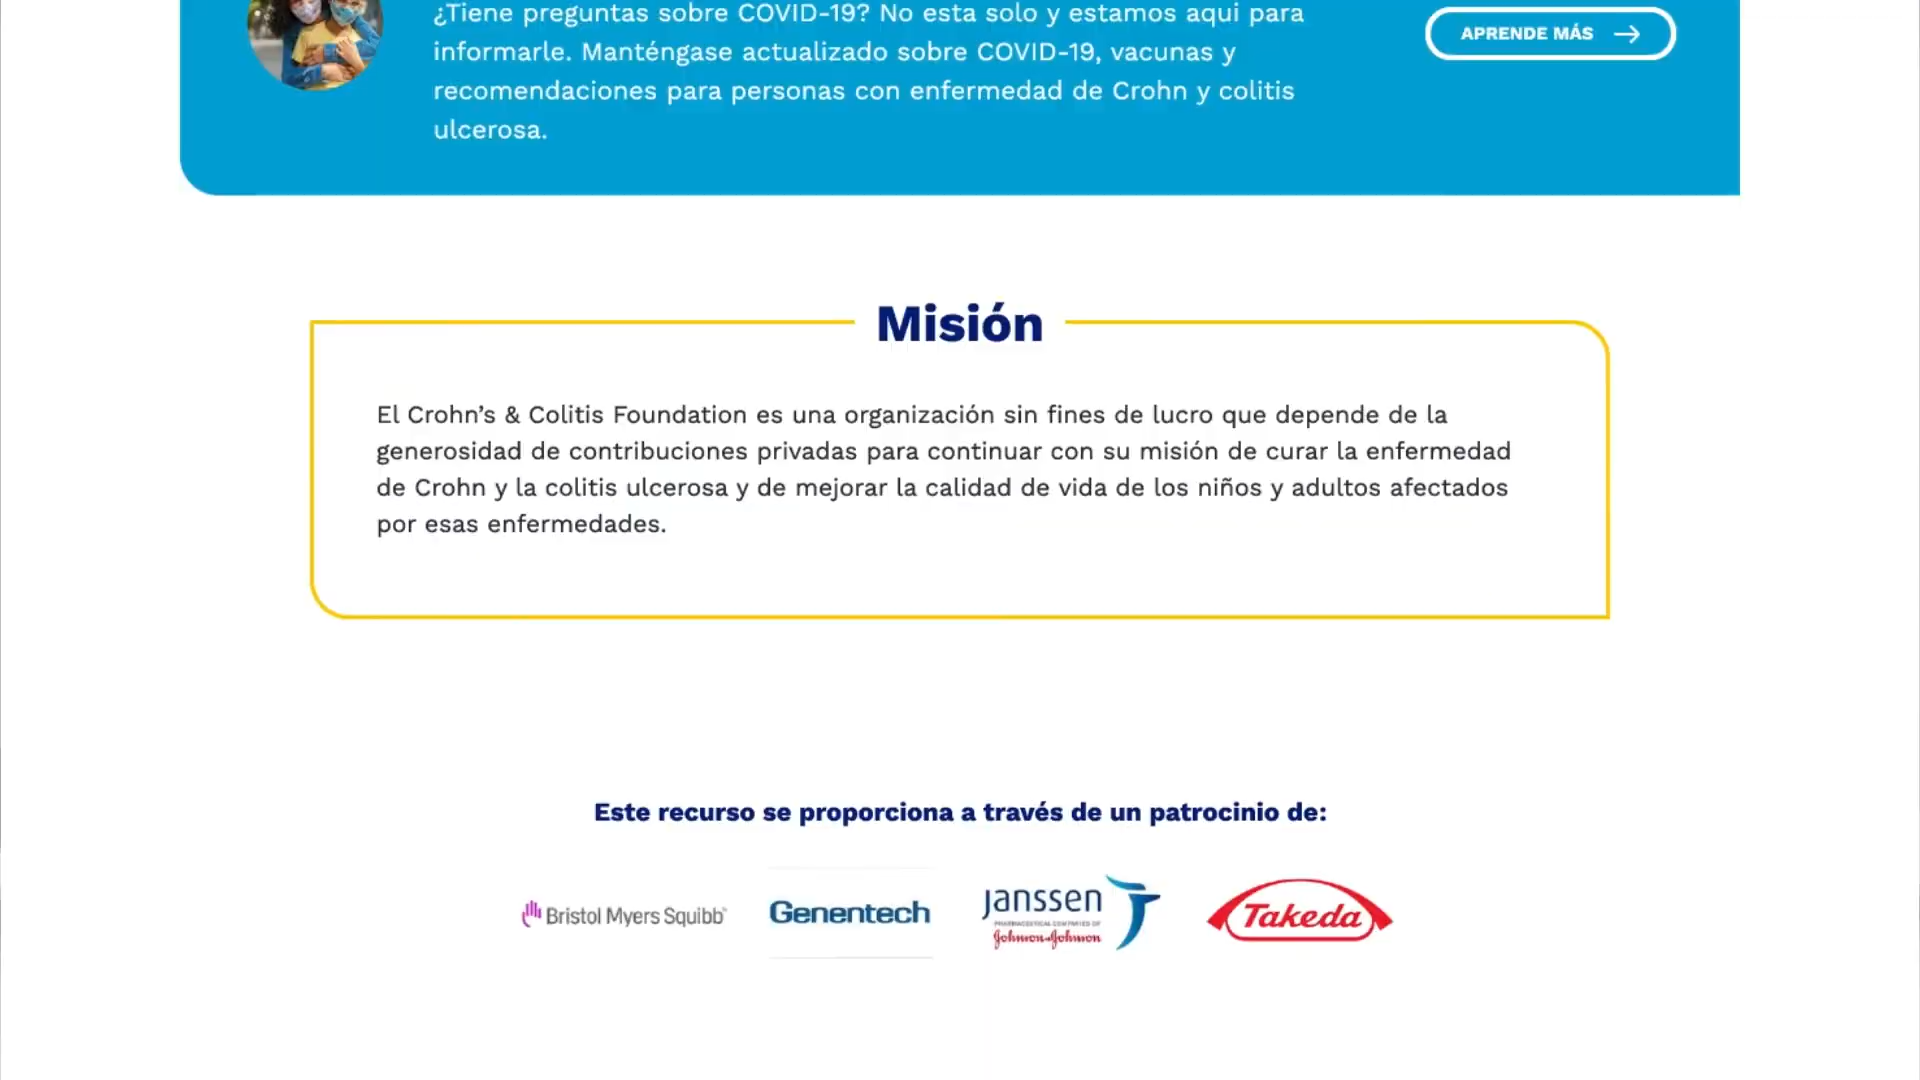 ¿Tiene preguntas sobre COVID-19? No esta solo y estamos aqui para
informarle. Manténgase actualizado sobre COVID-19, vacunas y
recomendaciones para personas con enfermedad de Crohn y colitis
ulcerosa.
APRENDE MÁS
Misión
El Crohn’s & Colitis Foundation es una organización sin fines de lucro que depende de la
generosidad de contribuciones privadas para continuar con su misión de curar la enfermedad
de Crohn y la colitis ulcerosa y de mejorar la calidad de vida de los niños y adultos afectados
por esas enfermedades.
Este recurso se proporciona a través de un patrocinio de:
Bristol Myers Squibb
Genentech
janssen
PHARMACEUTICAL COMPANIES OF
Johnson & Johnson
Takeda